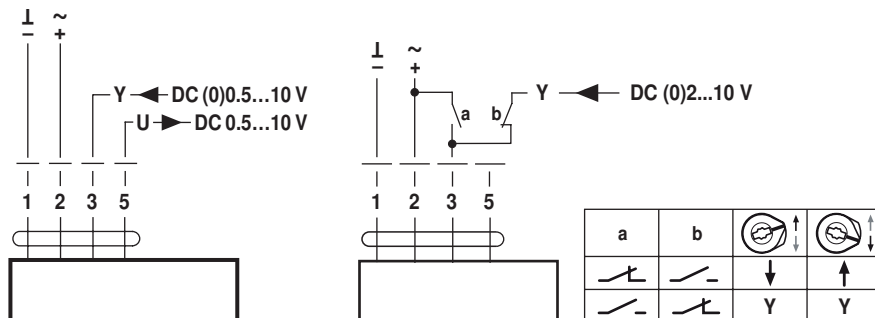 ⊥ ~
– +
Y DC (0)0.5...10 V
U DC 0.5...10 V
1 2 3 5
⊥ ~
– +
a b Y DC (0)2...10 V
1 2 3 5
a b
Y Y